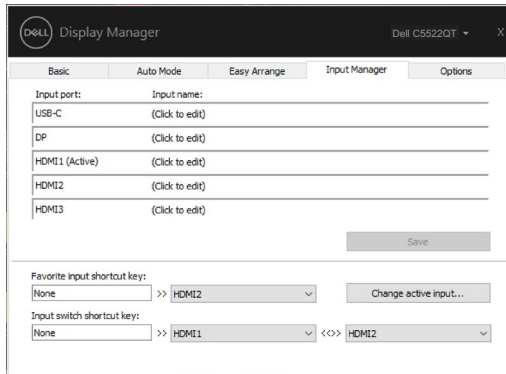 DELL Display Manager Dell C5522QT X
Basic Auto Mode Easy Arrange Input Manager Options
Input port: Input name:
USB-C (Click to edit)
DP (Click to edit)
HDMI1 (Active) (Click to edit)
HDMI2 (Click to edit)
HDMI3 (Click to edit)
Save
Favorite input shortcut key:
None >> HDMI2 Change active input...
Input switch shortcut key:
None >> HDMI1 <<>> HDMI2